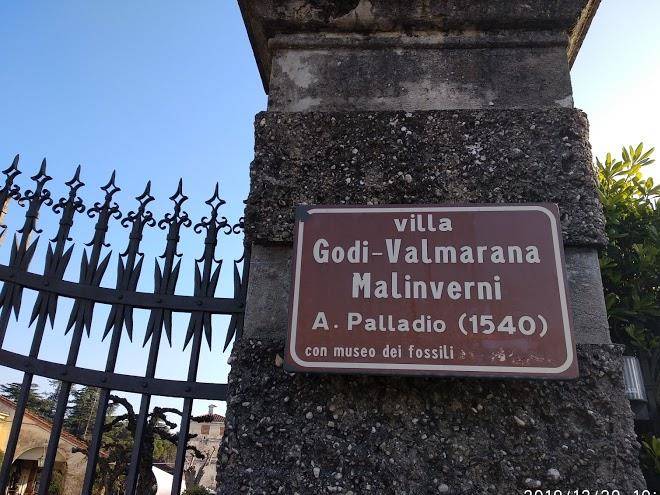 villa
Godi-Valmarana
Malinverni
A. Palladio (1540)
con museo dei fossili